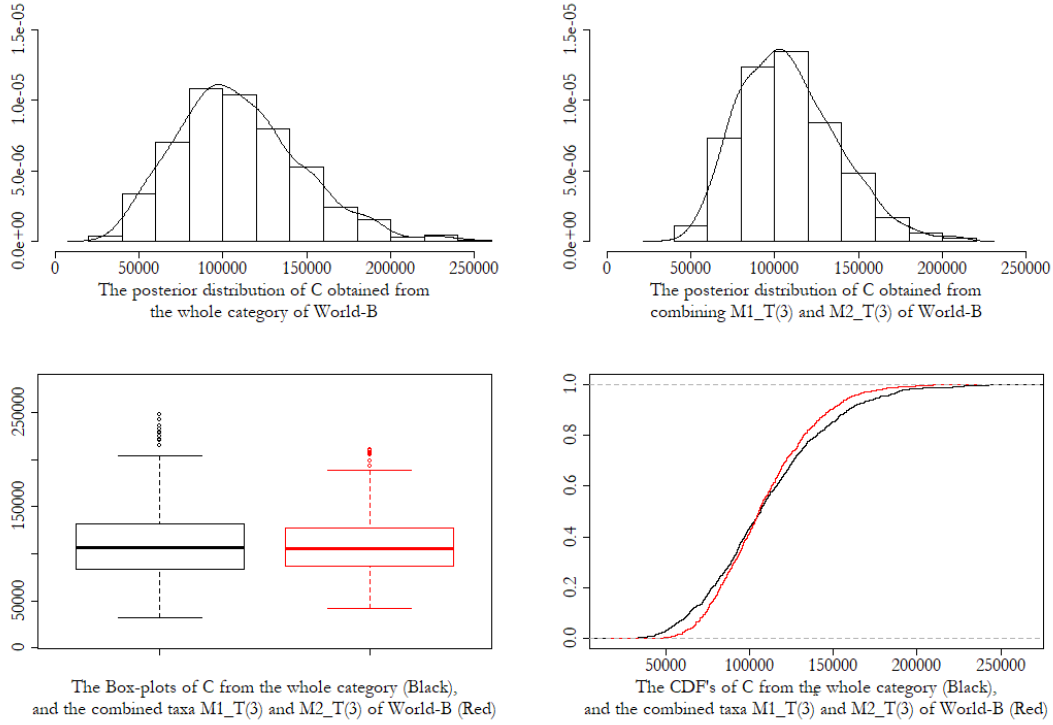 0.0e+00 5.0e-06 1.0e-05 1.5e-05
0 50000 100000 150000 200000 250000
The posterior distribution of C obtained from
the whole category of World-B
0.0e+00 5.0e-06 1.0e-05 1.5e-05
0 50000 100000 150000 200000 250000
The posterior distribution of C obtained from
combining M1_T(3) and M2_T(3) of World-B
0 50000 150000 250000
The Box-plots of C from the whole category (Black),
and the combined taxa M1_T(3) and M2_T(3) of World-B (Red)
0.0 0.2 0.4 0.6 0.8 1.0
50000 100000 150000 200000 250000
The CDF's of C from the whole category (Black),
and the combined taxa M1_T(3) and M2_T(3) of World-B (Red)